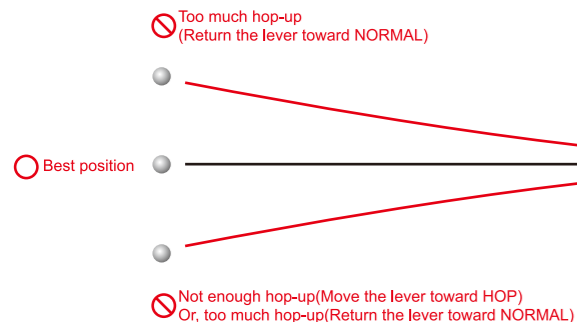 Too much hop-up
(Return the lever toward NORMAL)
Best position
Not enough hop-up(Move the lever toward HOP)
Or, too much hop-up(Return the lever toward NORMAL)